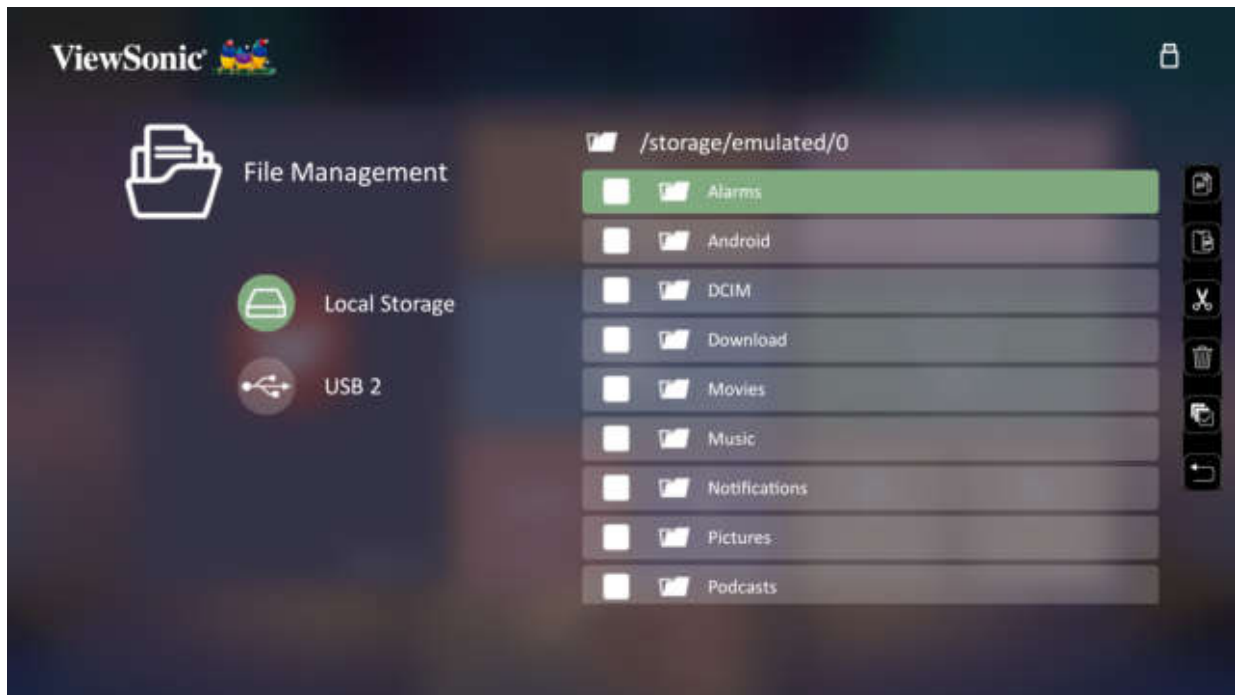 ViewSonic®
File Management
Local Storage
USB 2
/storage/emulated/0
Alarms
Android
DCIM
Download
Movies
Music
Notifications
Pictures
Podcasts